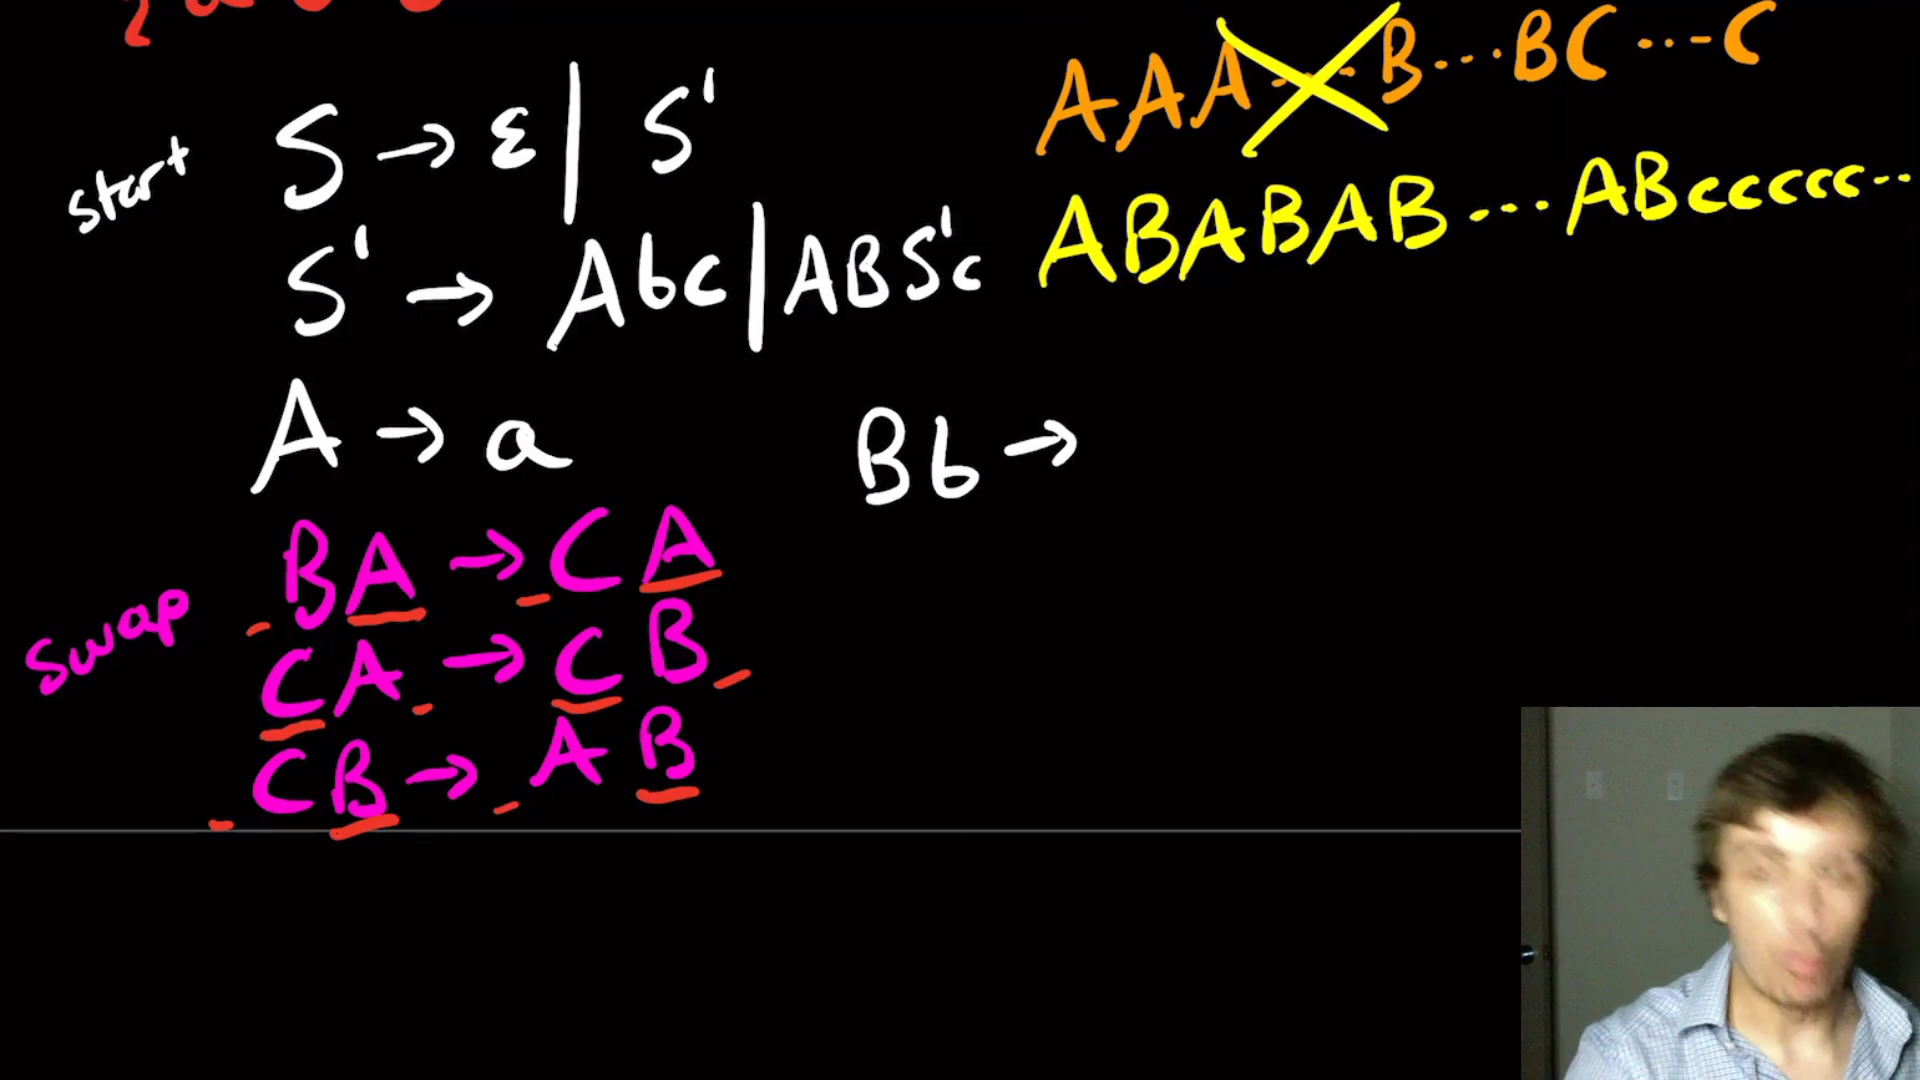 start S → ε | S'
S' → Abc | ABS'c
A → a
Bb →
swap
BA → CA
CA → CB
CB → AB
AAA --- B ... BC ... C
ABABAB ... ABccccc ...